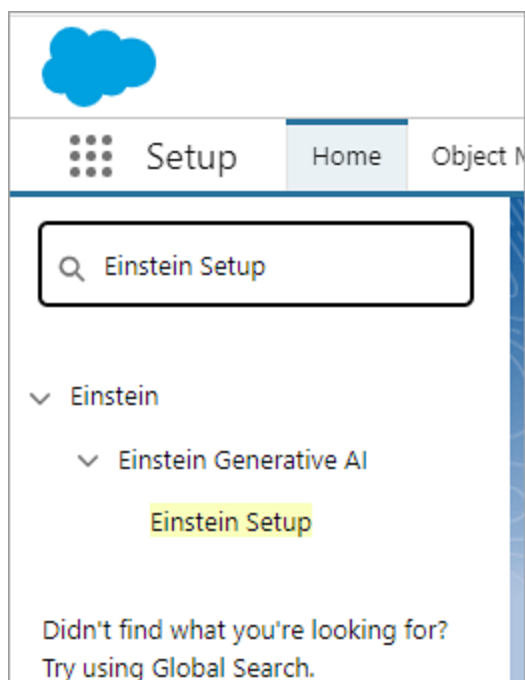 Setup Home Object
Einstein Setup
Einstein
Einstein Generative AI
Einstein Setup
Didn't find what you're looking for?
Try using Global Search.